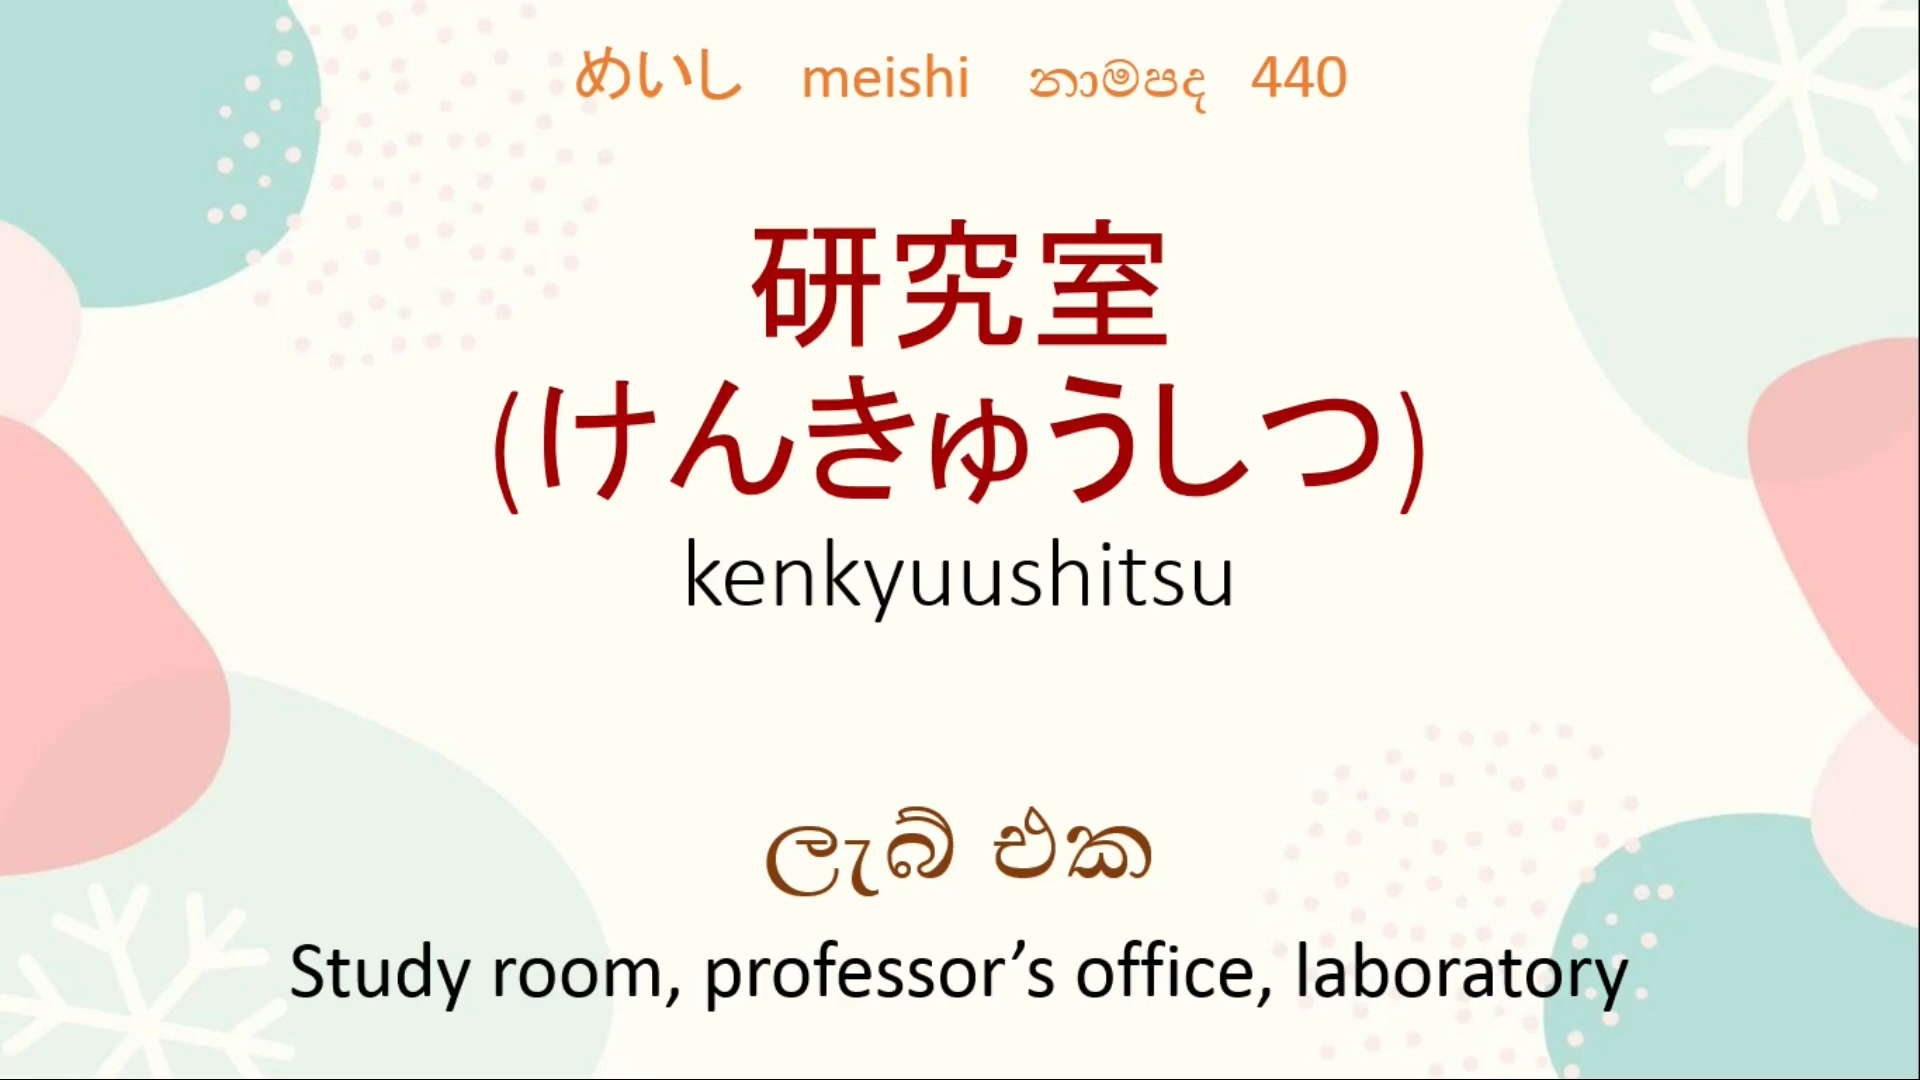 めいし meishi නාමපද 440
研究室
(けんきゅうしつ)
kenkyuushitsu
ලැබ් එක
Study room, professor’s office, laboratory